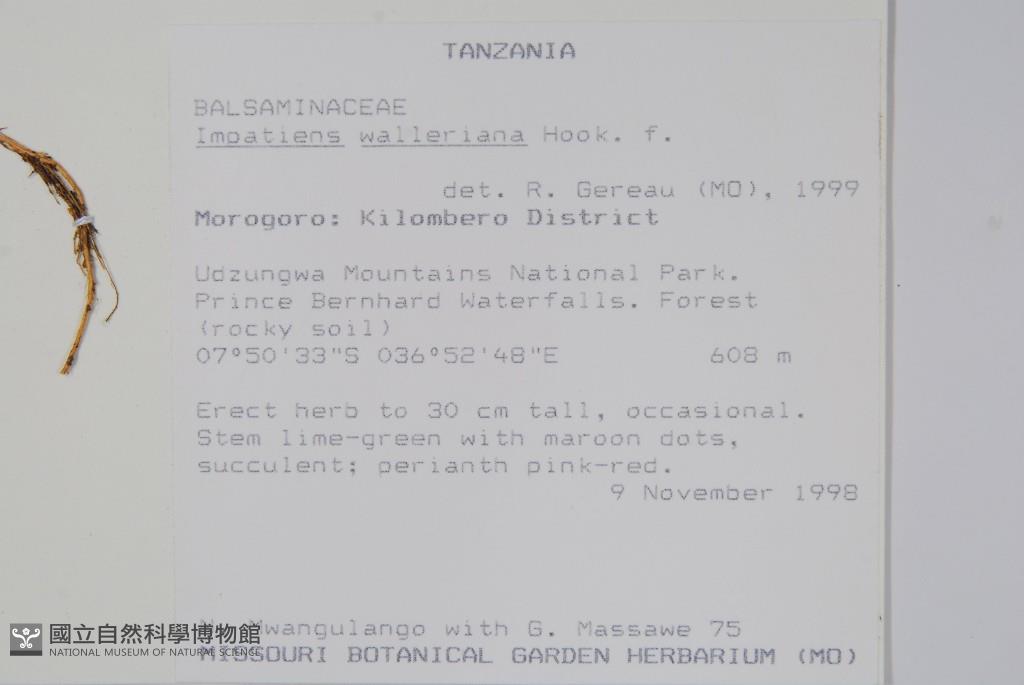 TANZANIA
BALSAMINACEAE
Impatiens walleriana Hook. f.
det. R. Gereau (MO), 1999
Morogoro: Kilombero District
Udzungwa Mountains National Park.
Prince Bernhard Waterfalls. Forest
(rocky soil)
07°50'33"S 036°52'48"E 608 m
Erect herb to 30 cm tall, occasional.
Stem lime-green with maroon dots,
succulent; perianth pink-red.
9 November 1998
Mwangulango with G. Massawe 75
MISSOURI BOTANICAL GARDEN HERBARIUM (MO)
國立自然科學博物館
NATIONAL MUSEUM OF NATURAL SCIENCE